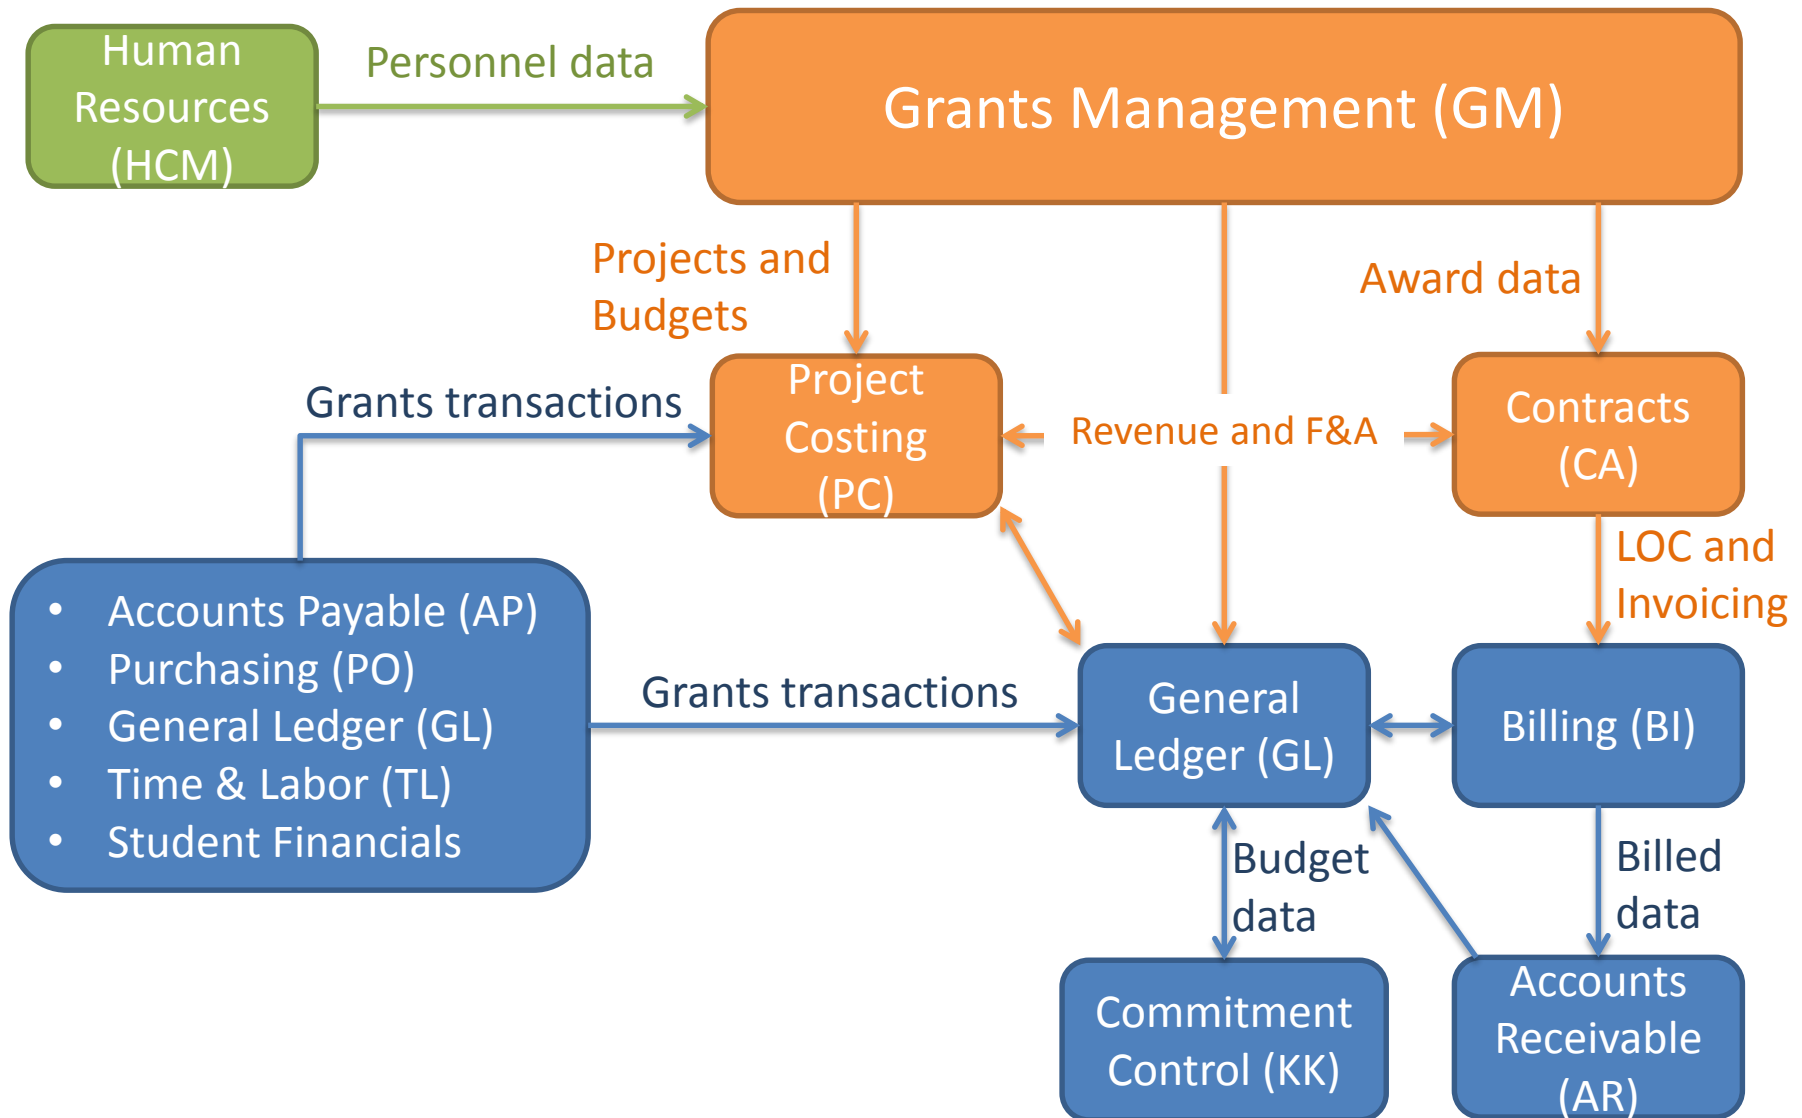 Human
Resources
(HCM)
Personnel data
Grants Management (GM)
Projects and
Budgets
Award data
Grants transactions
Project
Costing
(PC)
Revenue and F&A
Contracts
(CA)
LOC and
Invoicing
• Accounts Payable (AP)
• Purchasing (PO)
• General Ledger (GL)
• Time & Labor (TL)
• Student Financials
Grants transactions
General
Ledger (GL)
Billing (BI)
Budget
data
Billed
data
Commitment
Control (KK)
Accounts
Receivable
(AR)